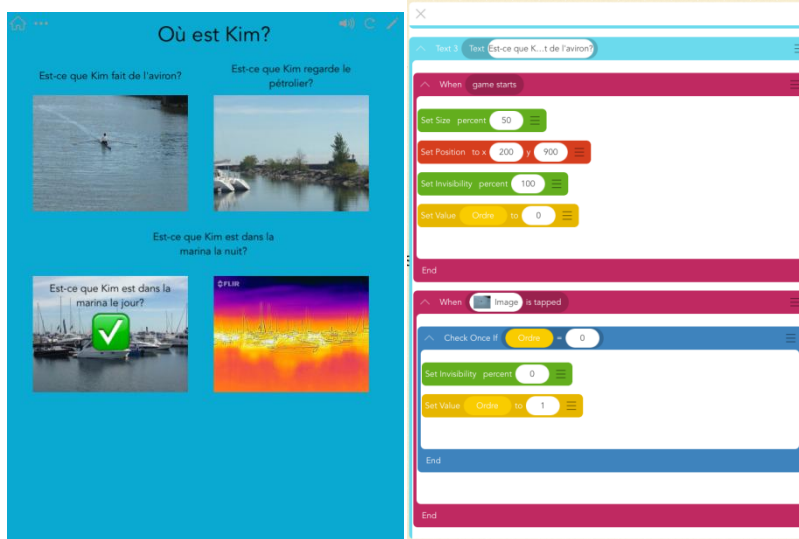 Où est Kim?
Est-ce que Kim fait de l'aviron?
Est-ce que Kim regarde le
pétrolier?
Est-ce que Kim est dans la
marina la nuit?
Est-ce que Kim est dans la
marina le jour?
FLIR
Text 3 Text Est-ce que K...t de l'aviron?
When game starts
Set Size percent 50
Set Position to x 200 y 900
Set Invisibility percent 100
Set Value Ordre to 0
End
When Image is tapped
Check Once If Ordre = 0
Set Invisibility percent 0
Set Value Ordre to 1
End
End